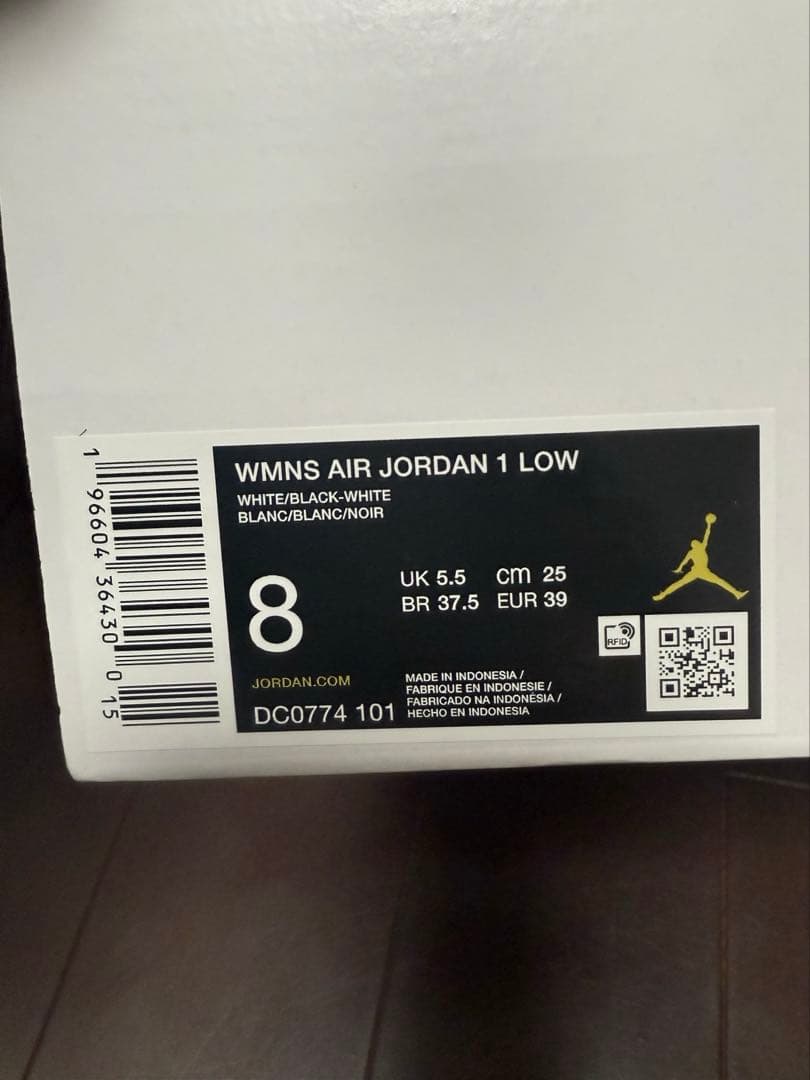 WMNS AIR JORDAN 1 LOW
WHITE/BLACK-WHITE
BLANC/BLANC/NOIR
8
UK 5.5 cm 25
BR 37.5 EUR 39
RFID
JORDAN.COM
DC0774 101
MADE IN INDONESIA /
FABRIQUE EN INDONESIE /
FABRICADO NA INDONÉSIA /
HECHO EN INDONESIA
1 96604 36430 0 15